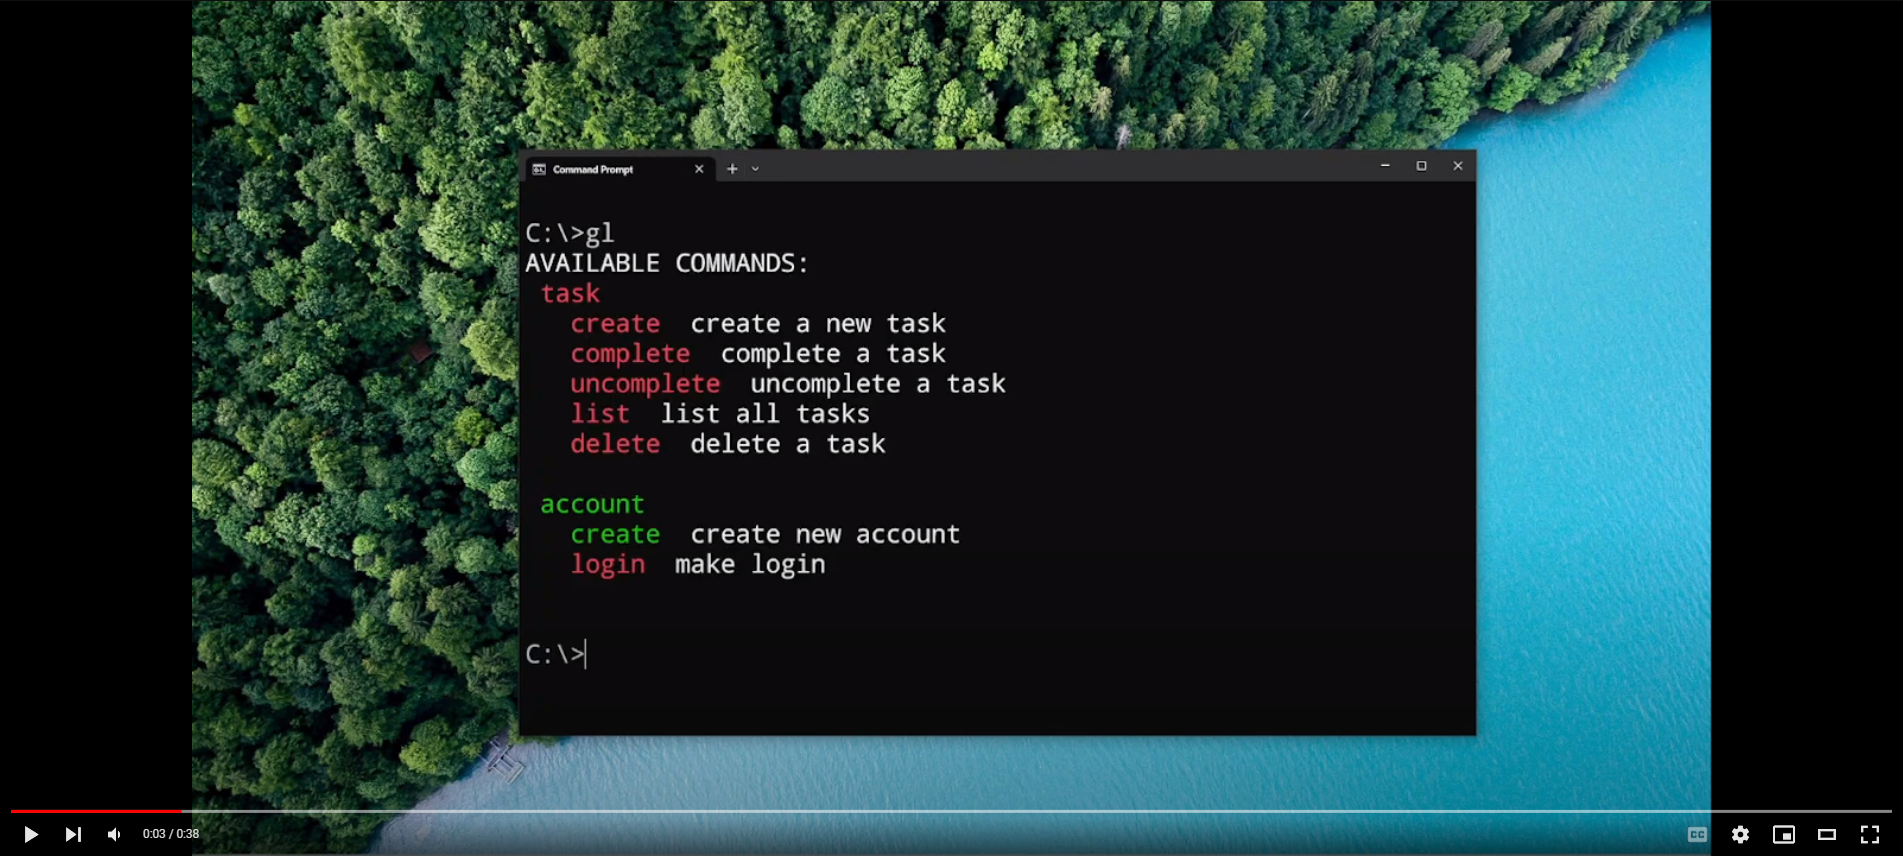 Command Prompt
C:\>gl
AVAILABLE COMMANDS:
task
create  create a new task
complete  complete a task
uncomplete  uncomplete a task
list  list all tasks
delete  delete a task
account
create  create new account
login  make login
C:\>
0:03 / 0:38
CC